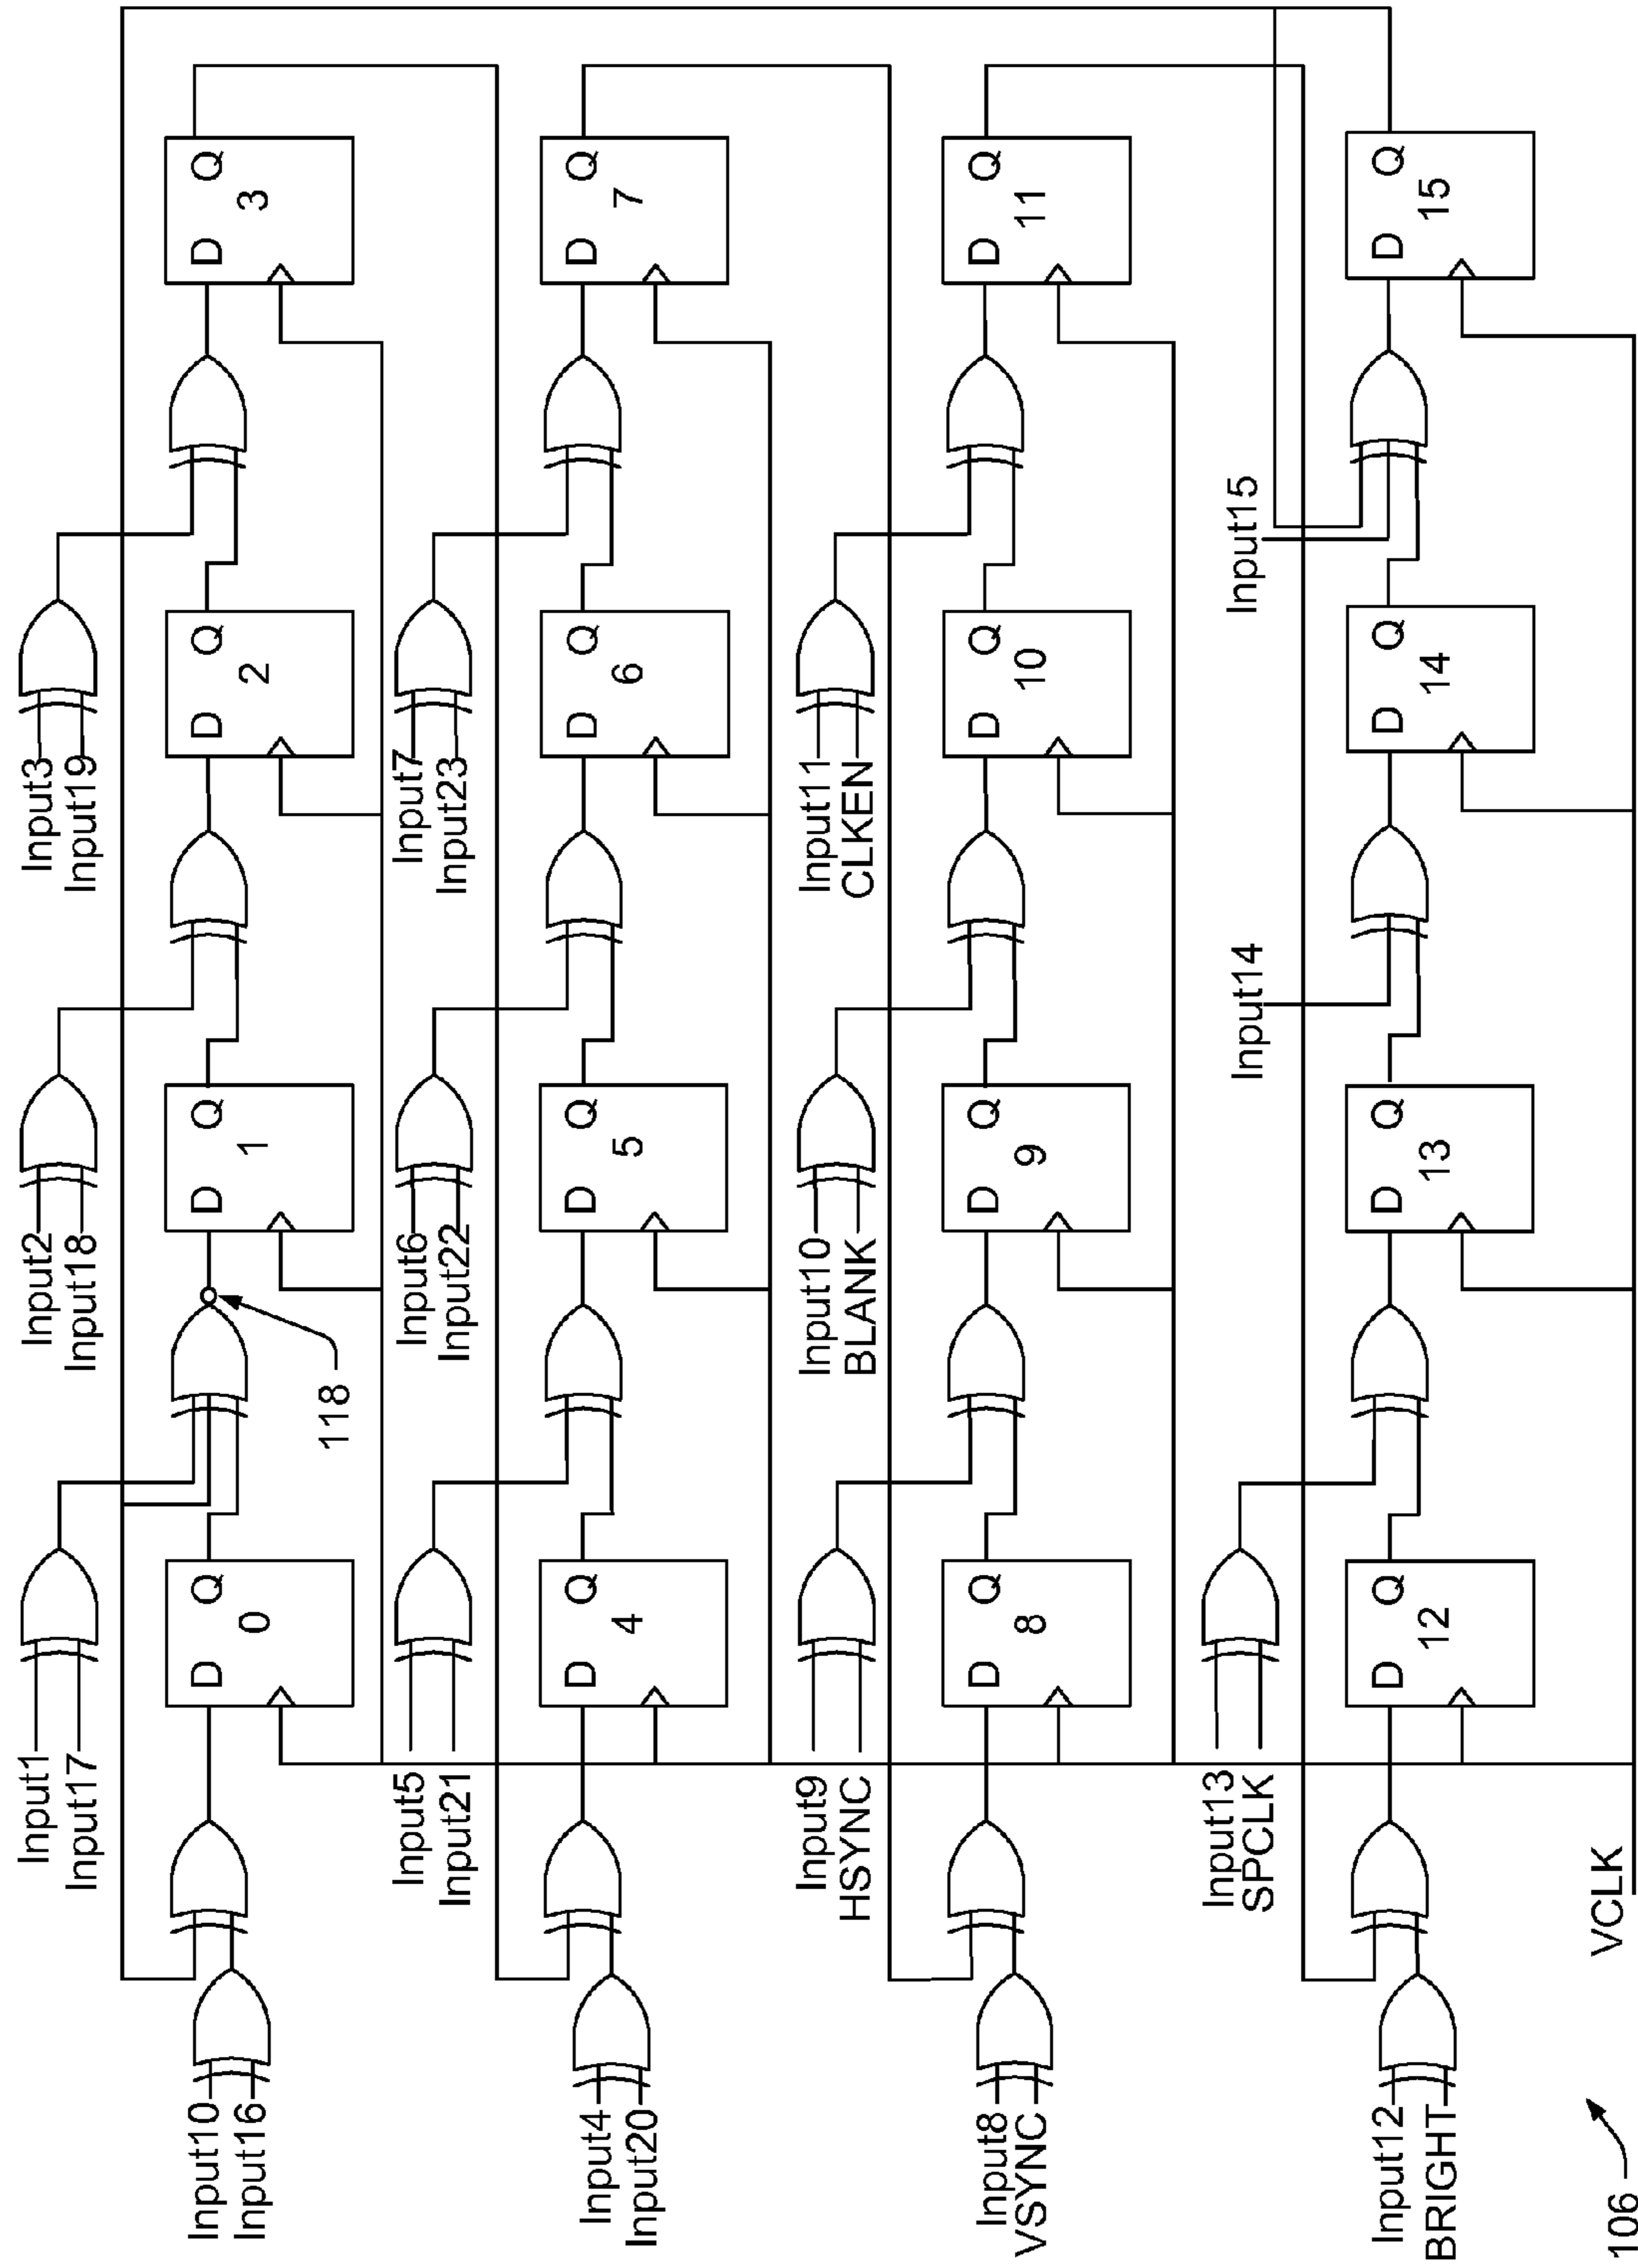 Input1
Input17
Input2
Input18
Input3
Input19
Input10
Input16
D Q
0
118
D Q
1
D Q
2
D Q
3
Input5
Input21
Input6
Input22
Input7
Input23
Input4
Input20
D Q
4
D Q
5
D Q
6
D Q
7
Input9
HSYNC
Input10
BLANK
Input11
CLKEN
Input8
VSYNC
D Q
8
D Q
9
D Q
10
D Q
11
Input13
SPCLK
Input14
Input15
Input12
BRIGHT
D Q
12
D Q
13
D Q
14
D Q
15
VCLK
106